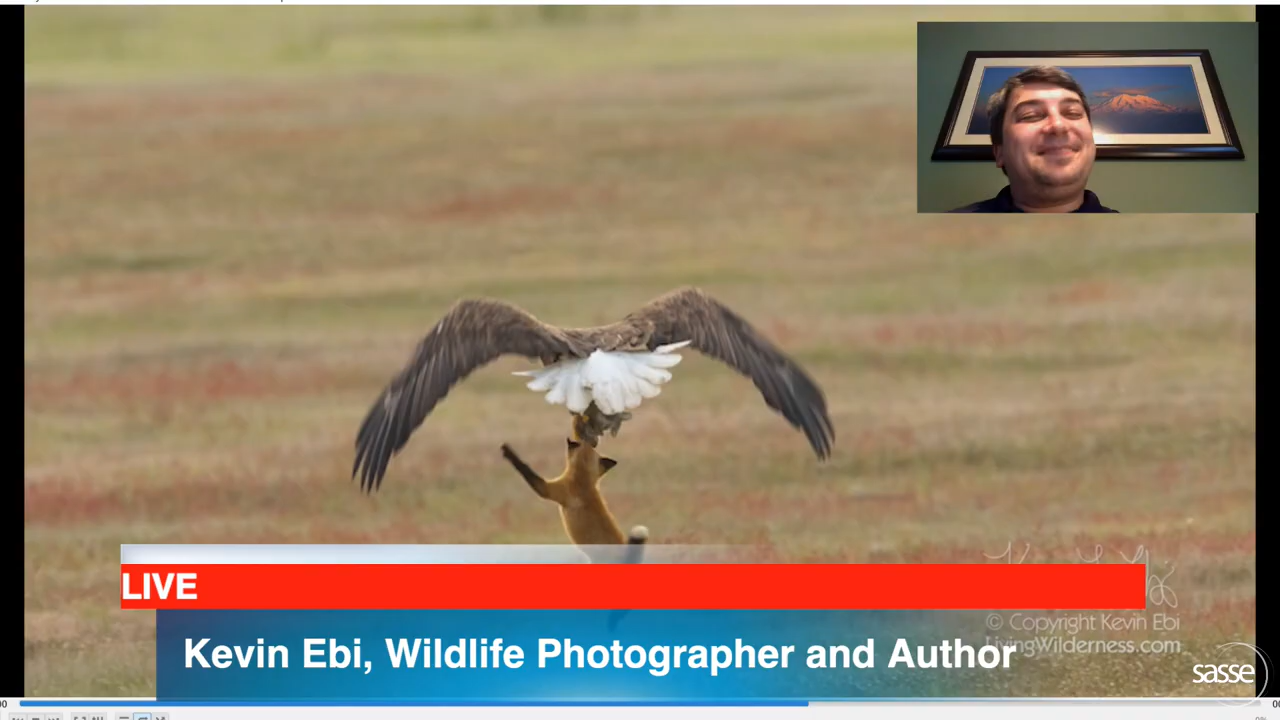 LIVE
Kevin Ebi, Wildlife Photographer and Author
© Copyright Kevin Ebi
LivingWilderness.com
sasse